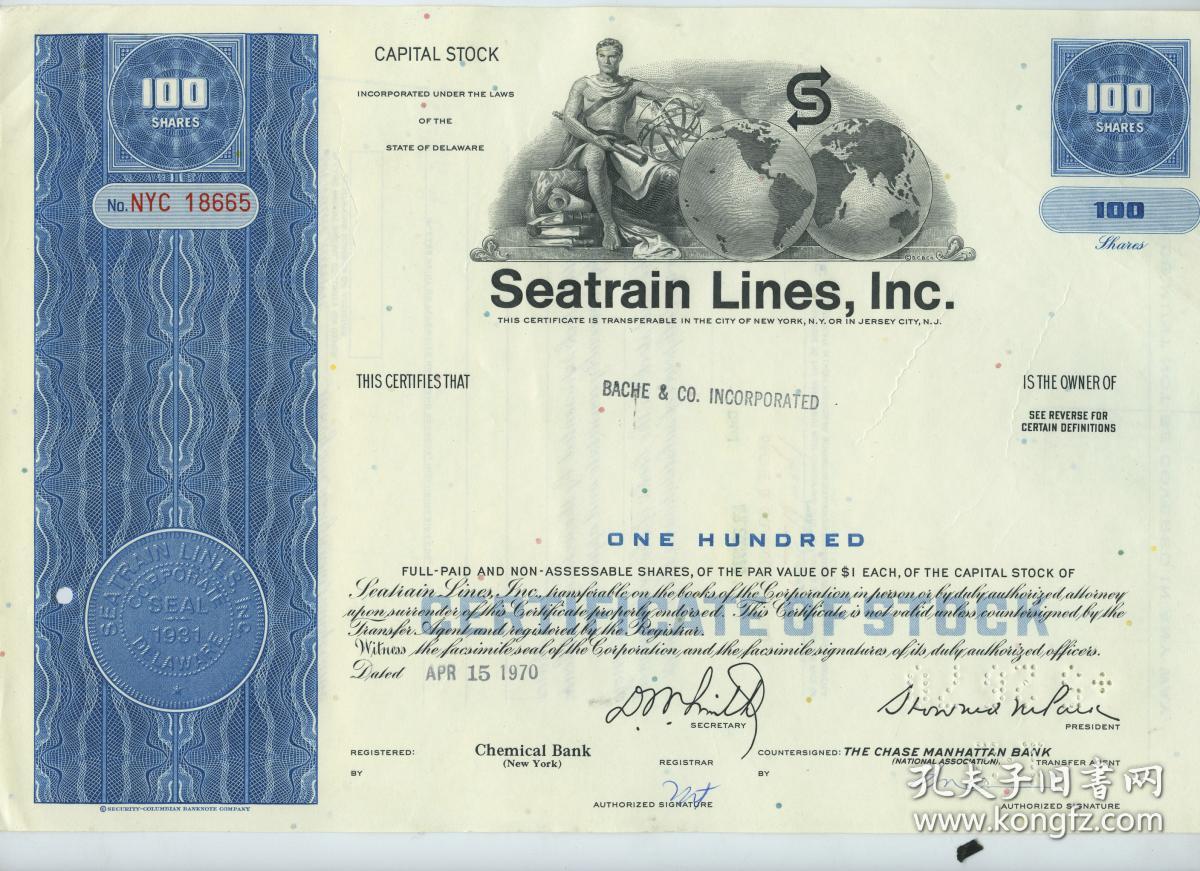 100
SHARES
No. NYC 18665
CAPITAL STOCK
INCORPORATED UNDER THE LAWS
OF THE
STATE OF DELAWARE
S
100
SHARES
100
Shares
Seatrain Lines, Inc.
THIS CERTIFICATE IS TRANSFERABLE IN THE CITY OF NEW YORK, N.Y. OR IN JERSEY CITY, N.J.
THIS CERTIFIES THAT
BACHE & CO. INCORPORATED
IS THE OWNER OF
SEE REVERSE FOR
CERTAIN DEFINITIONS
ONE HUNDRED
FULL-PAID AND NON-ASSESSABLE SHARES, OF THE PAR VALUE OF $1 EACH, OF THE CAPITAL STOCK OF
Seatrain Lines, Inc., transferable on the books of the Corporation in person or by duly authorized attorney
upon surrender of this Certificate properly endorsed. This Certificate is not valid unless countersigned by the
Transfer Agent and registered by the Registrar.
CERTIFICATE OF STOCK
Witness the facsimile seal of the Corporation and the facsimile signatures of its duly authorized officers.
Dated APR 15 1970
SEATRAIN LINES, INC.
CORPORATE
SEAL
1931
DELAWARE
SECRETARY
PRESIDENT
REGISTERED:
Chemical Bank
(New York)
REGISTRAR
BY
AUTHORIZED SIGNATURE
COUNTERSIGNED: THE CHASE MANHATTAN BANK
(NATIONAL ASSOCIATION),
TRANSFER AGENT
BY
AUTHORIZED SIGNATURE
© SECURITY-COLUMBIAN BANKNOTE COMPANY
孔夫子旧书网
www.kongfz.com